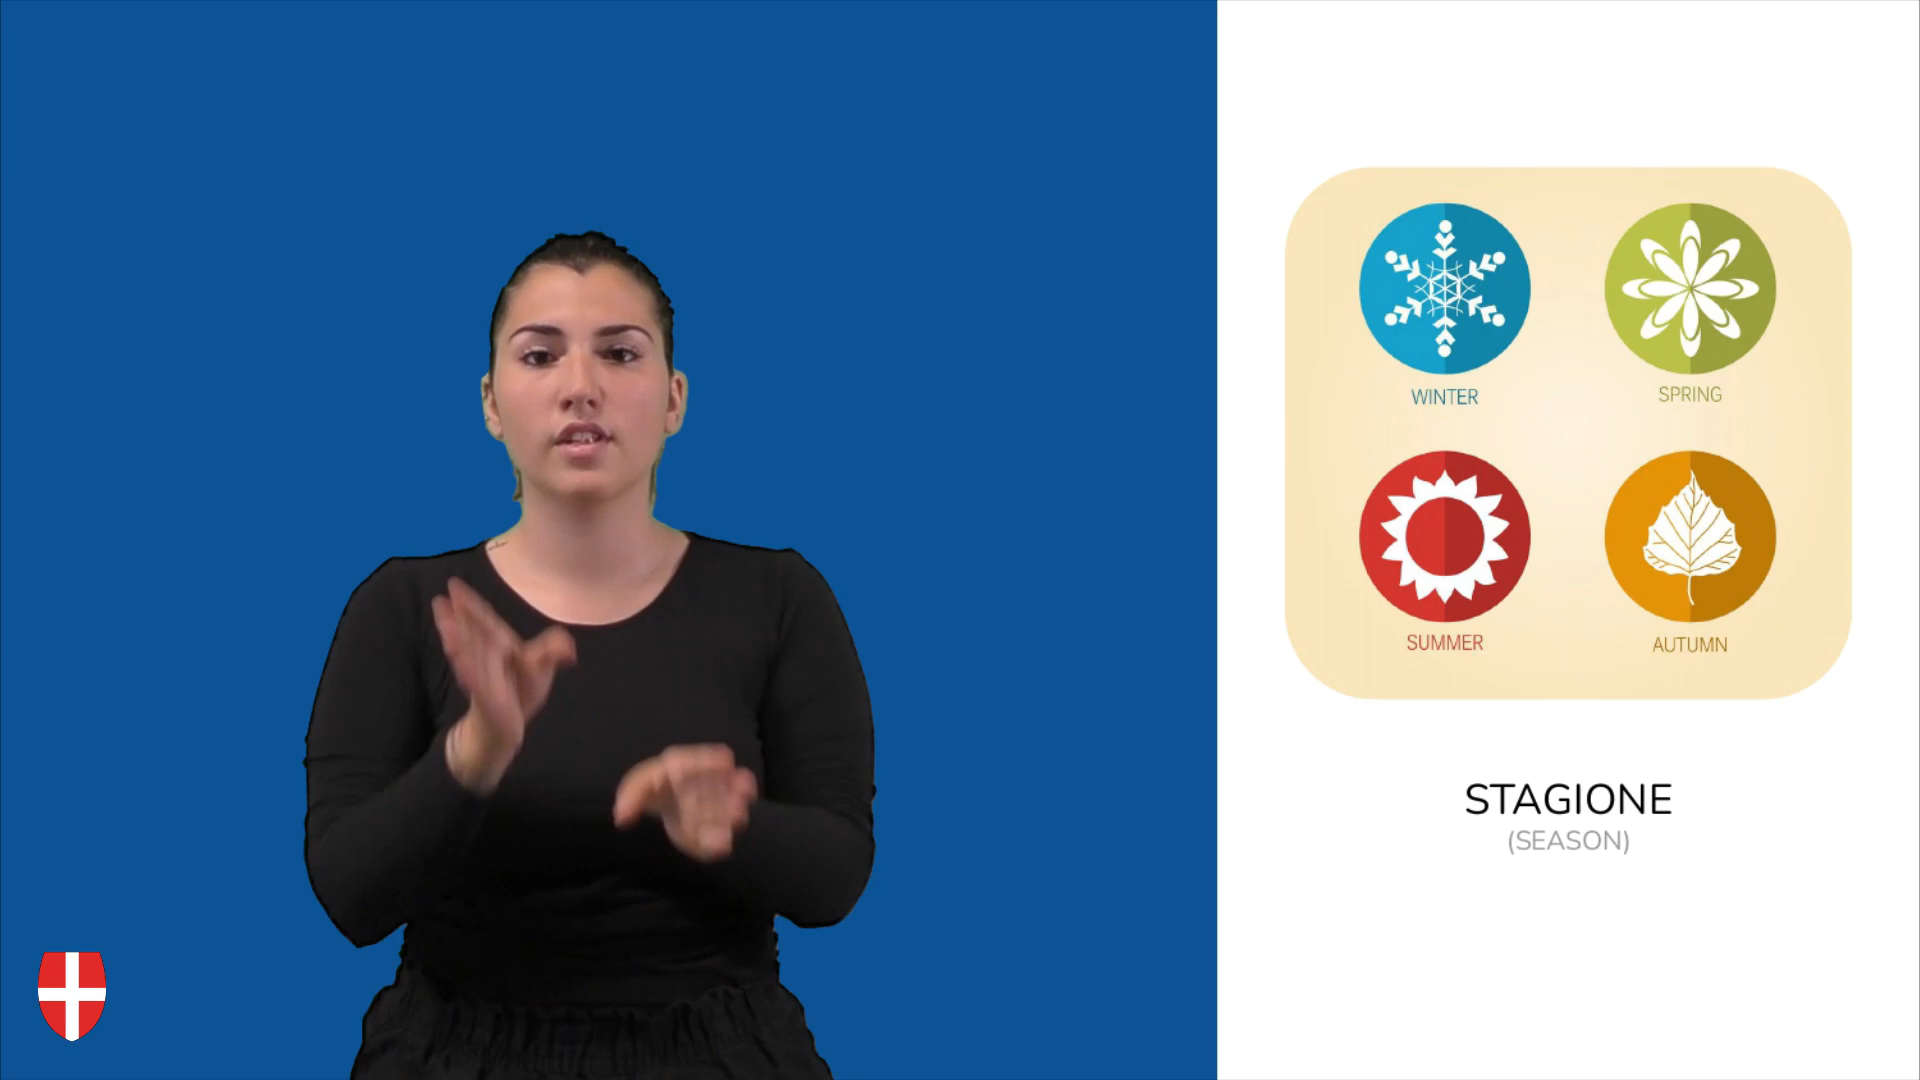 WINTER
SPRING
SUMMER
AUTUMN
STAGIONE
(SEASON)